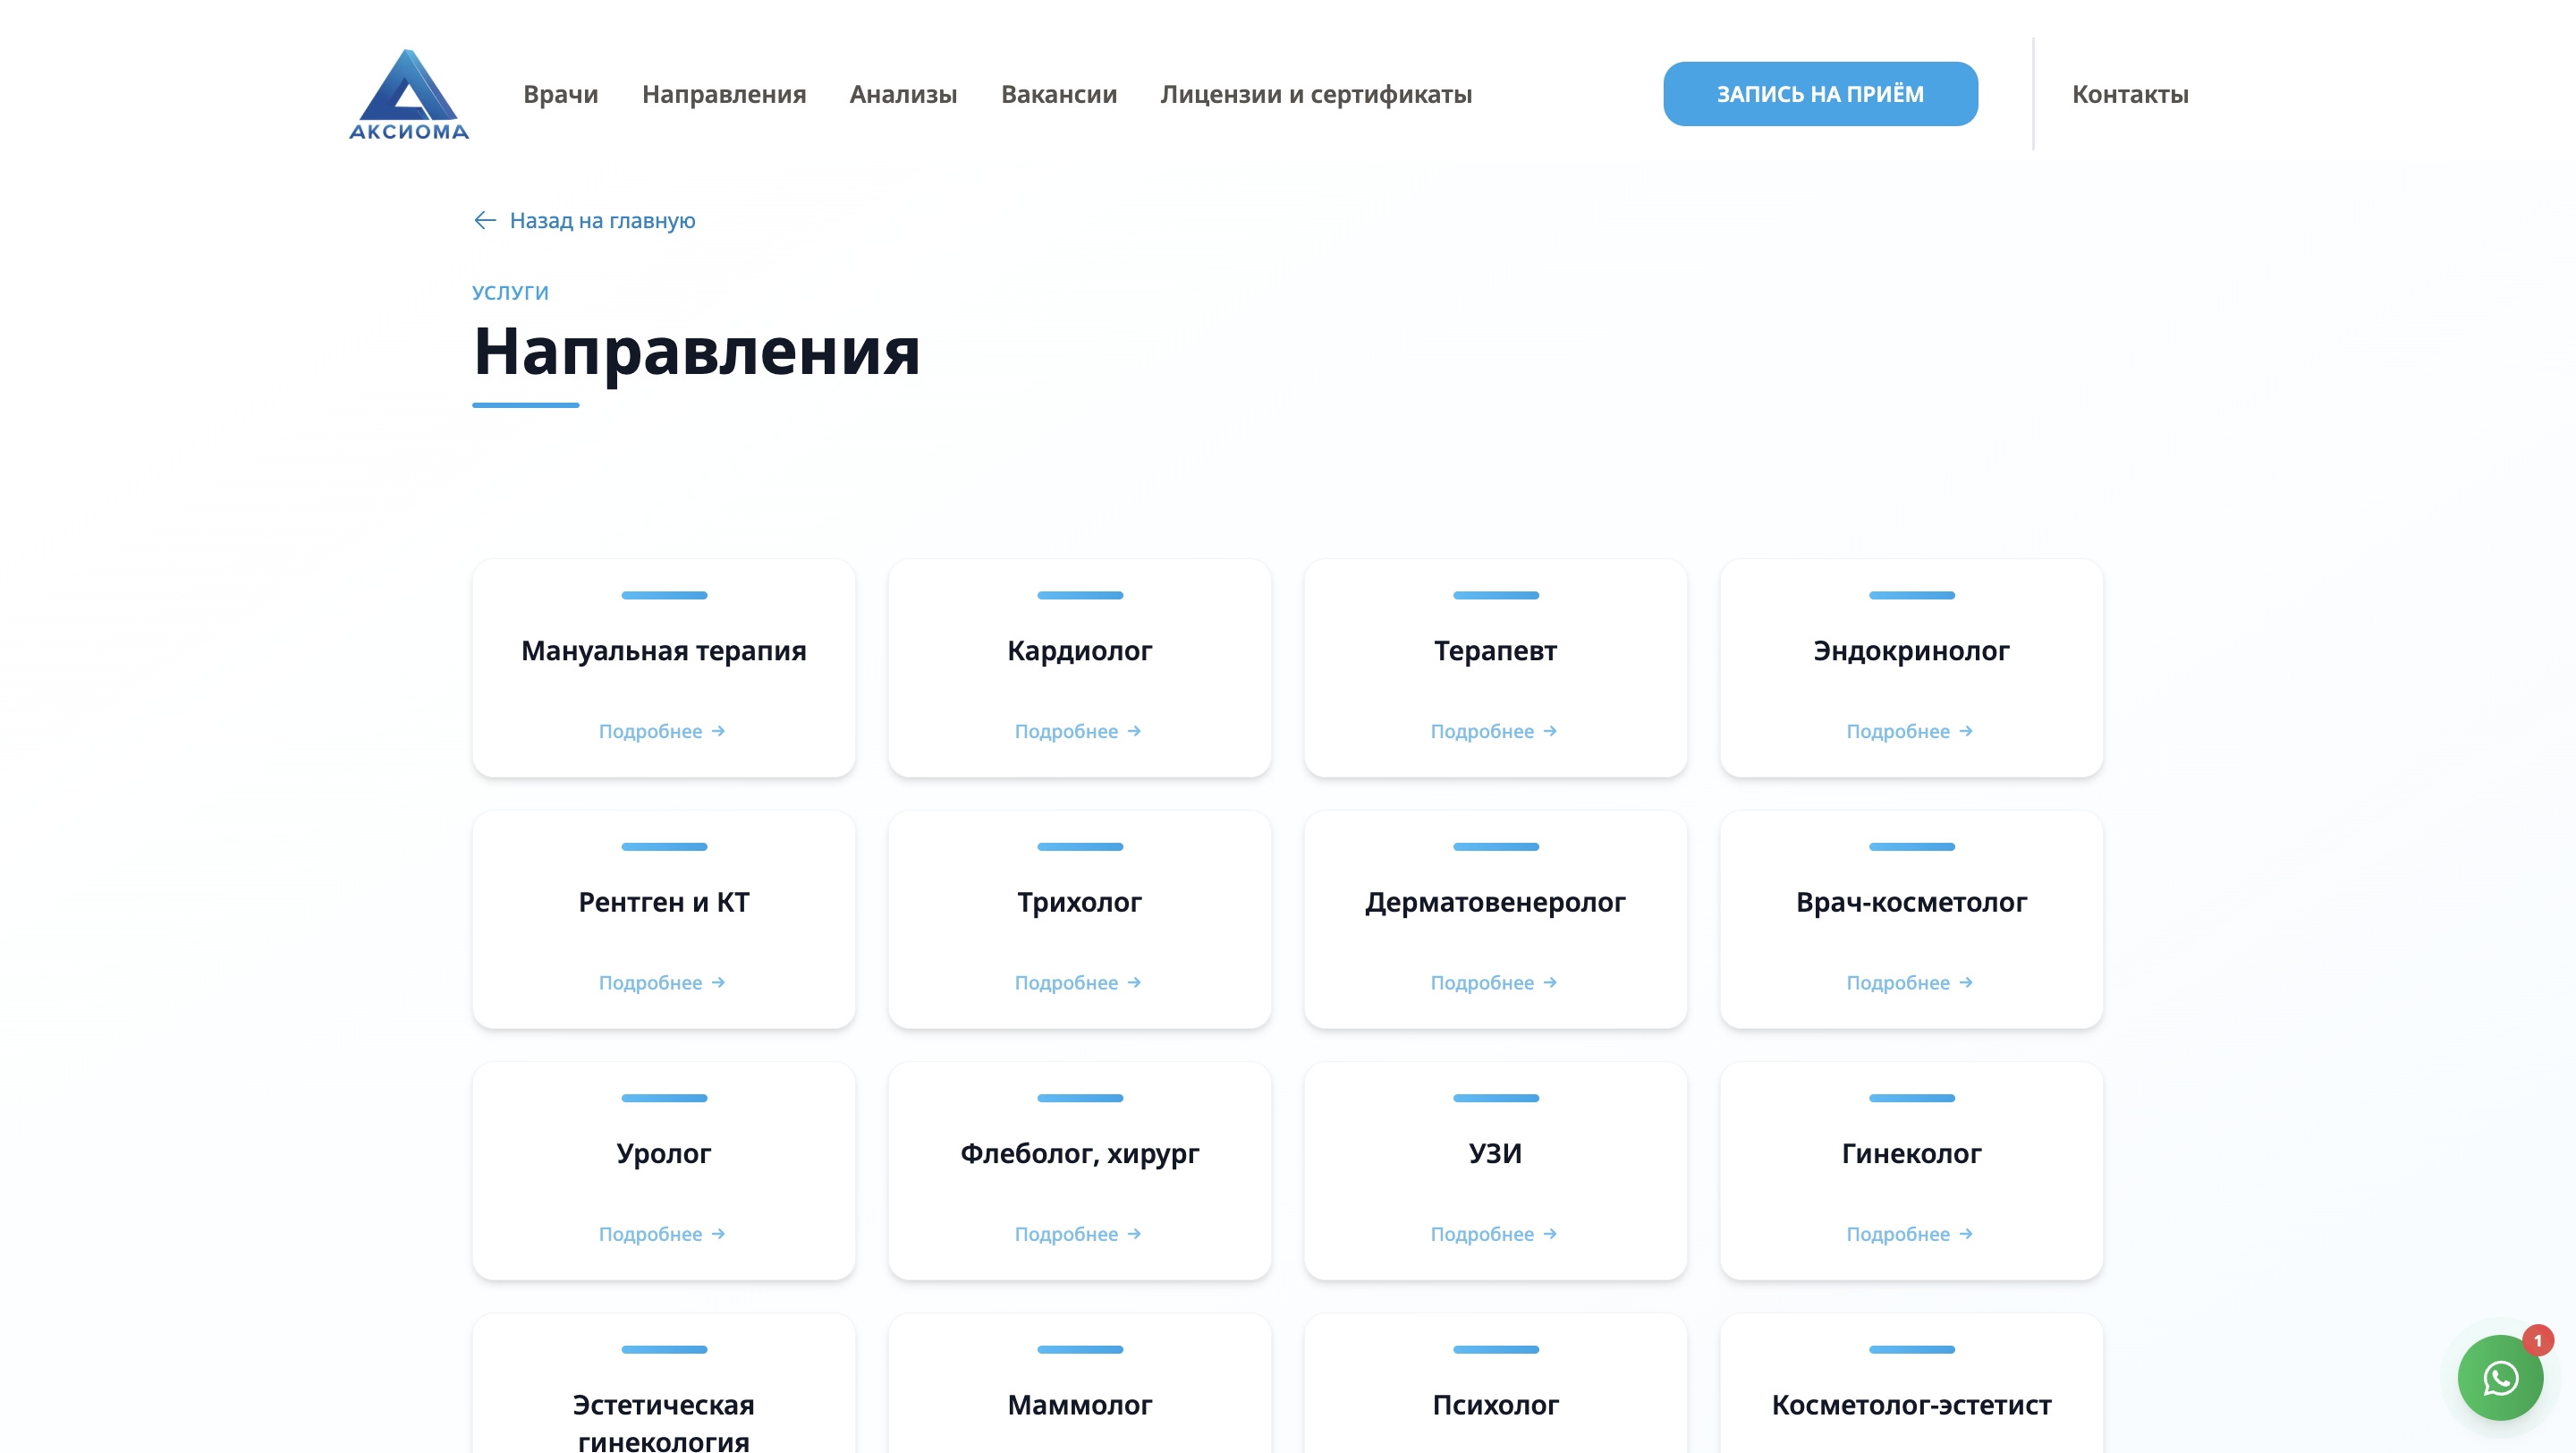 АКСИОМА
Врачи
Направления
Анализы
Вакансии
Лицензии и сертификаты
ЗАПИСЬ НА ПРИЁМ
Контакты
Назад на главную
УСЛУГИ
Направления
Мануальная терапия
Подробнее →
Кардиолог
Подробнее →
Терапевт
Подробнее →
Эндокринолог
Подробнее →
Рентген и КТ
Подробнее →
Трихолог
Подробнее →
Дерматовенеролог
Подробнее →
Врач-косметолог
Подробнее →
Уролог
Подробнее →
Флеболог, хирург
Подробнее →
УЗИ
Подробнее →
Гинеколог
Подробнее →
Эстетическая
гинекология
Маммолог
Психолог
Косметолог-эстетист
1